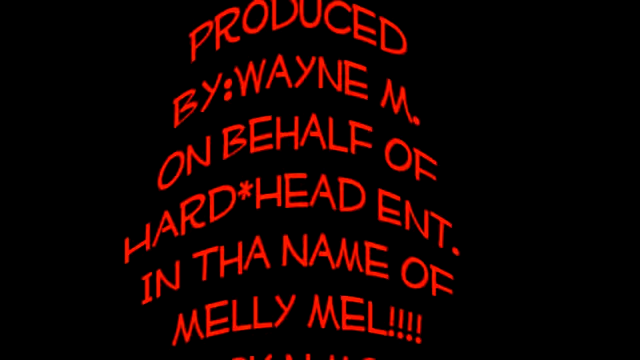 PRODUCED
BY:WAYNE M.
ON BEHALF OF
HARD*HEAD ENT.
IN THA NAME OF
MELLY MEL!!!!